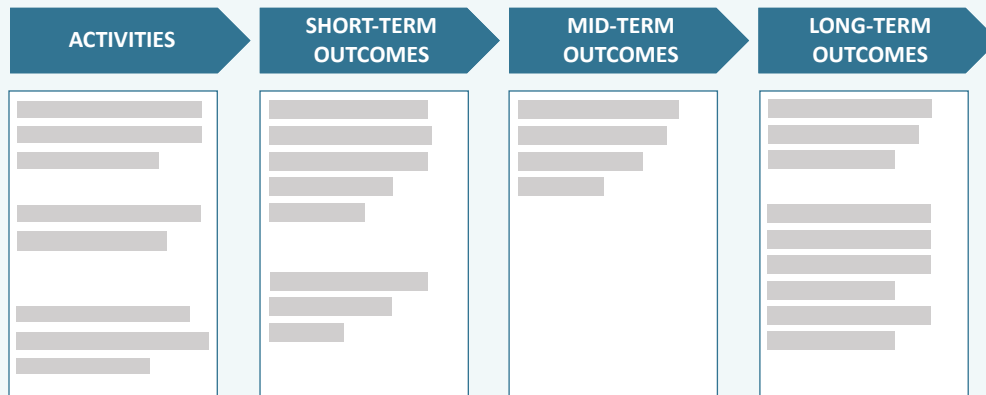 ACTIVITIES
SHORT-TERM
OUTCOMES
MID-TERM
OUTCOMES
LONG-TERM
OUTCOMES